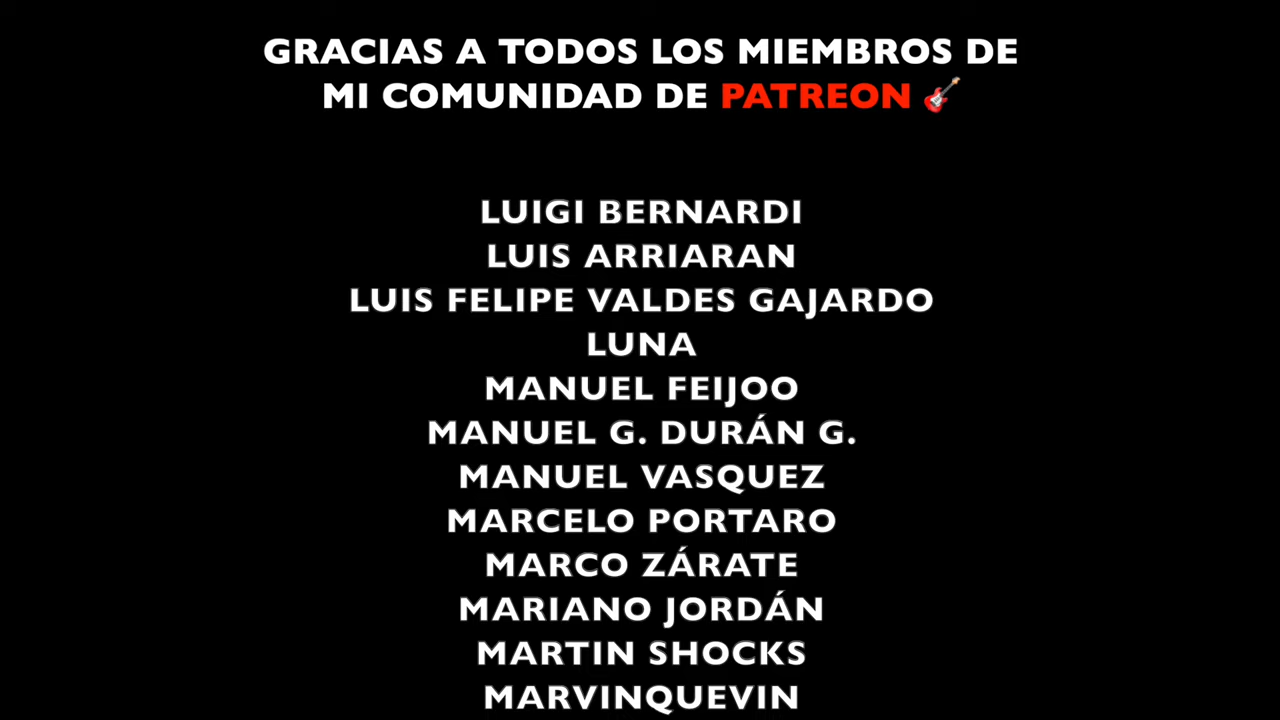 GRACIAS A TODOS LOS MIEMBROS DE
MI COMUNIDAD DE PATREON 🎸
LUIGI BERNARDI
LUIS ARRIARAN
LUIS FELIPE VALDES GAJARDO
LUNA
MANUEL FEIJOO
MANUEL G. DURÁN G.
MANUEL VASQUEZ
MARCELO PORTARO
MARCO ZÁRATE
MARIANO JORDÁN
MARTIN SHOCKS
MARVINQUEVIN